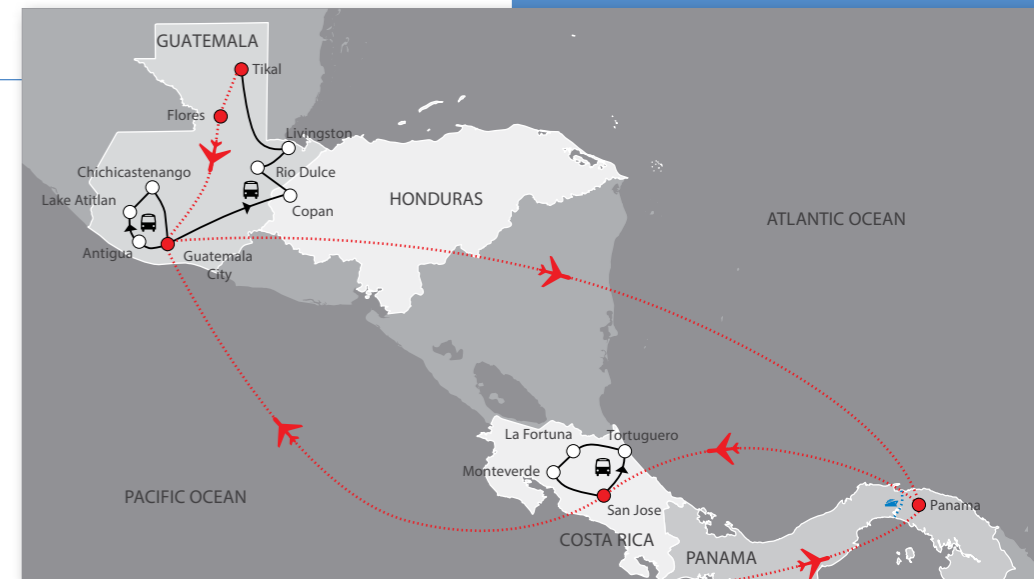 GUATEMALA
Tikal
Flores
Livingston
Chichicastenango
Rio Dulce
Lake Atitlan
HONDURAS
Copan
ATLANTIC OCEAN
Antigua
Guatemala
City
La Fortuna
Tortuguero
Monteverde
PACIFIC OCEAN
San Jose
Panama
COSTA RICA
PANAMA